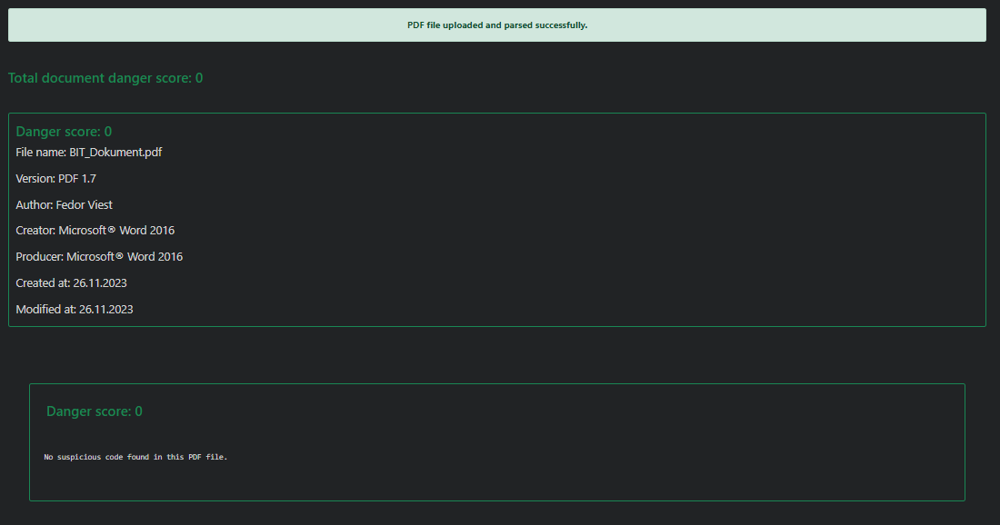 PDF file uploaded and parsed successfully.
Total document danger score: 0
Danger score: 0
File name: BIT_Dokument.pdf
Version: PDF 1.7
Author: Fedor Viest
Creator: Microsoft® Word 2016
Producer: Microsoft® Word 2016
Created at: 26.11.2023
Modified at: 26.11.2023
Danger score: 0
No suspicious code found in this PDF file.